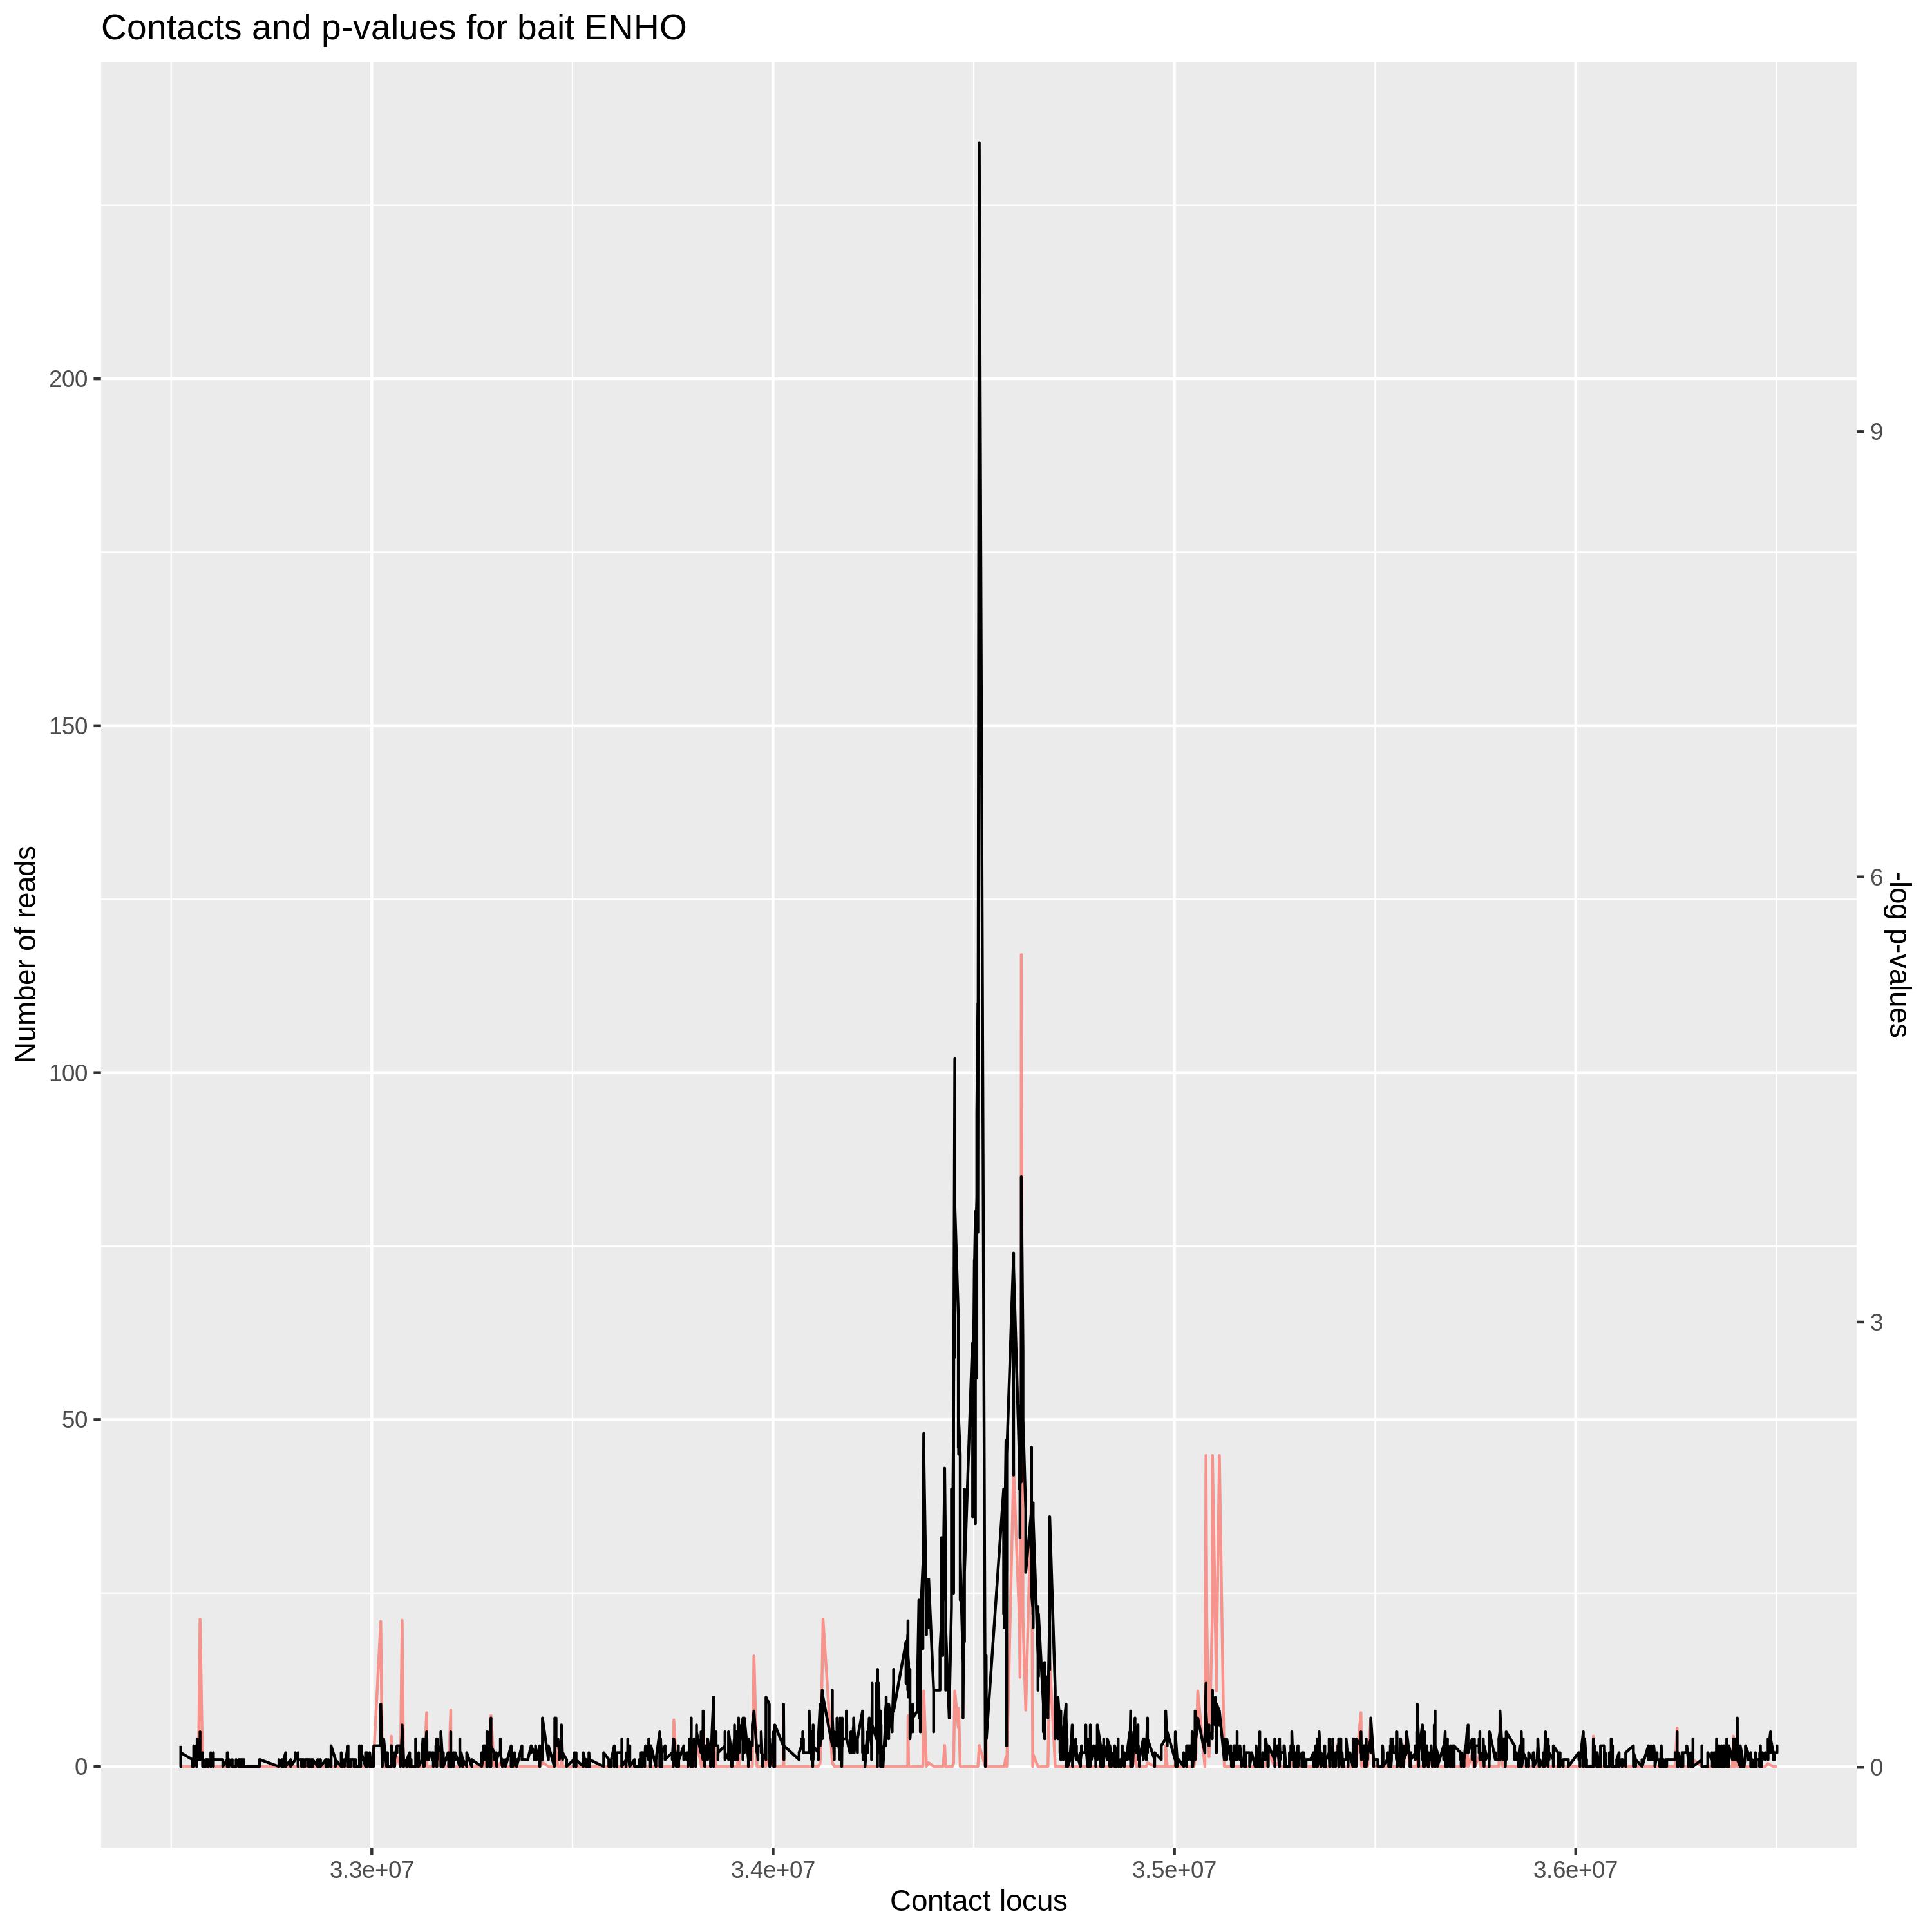 Contacts and p-values for bait ENHO
Number of reads
200
150
100
50
0
9
6
3
0
-log p-values
3.3e+07
3.4e+07
3.5e+07
3.6e+07
Contact locus